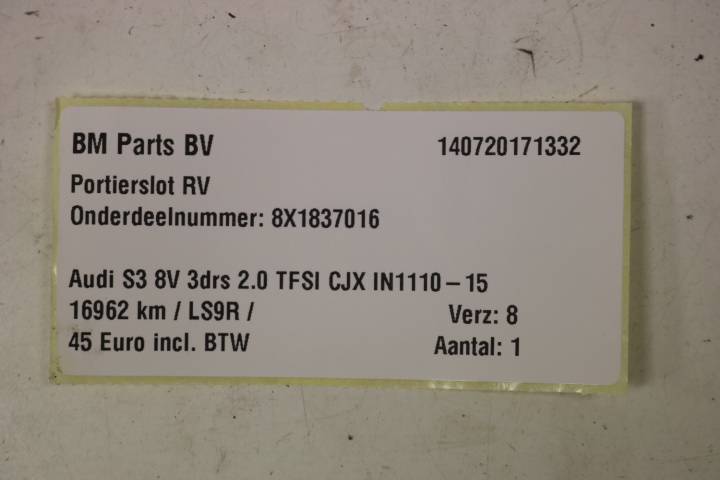 BM Parts BV 140720171332
Portierslot RV
Onderdeelnummer: 8X1837016
Audi S3 8V 3drs 2.0 TFSI CJX IN1110 – 15
16962 km / LS9R / Verz: 8
45 Euro incl. BTW Aantal: 1